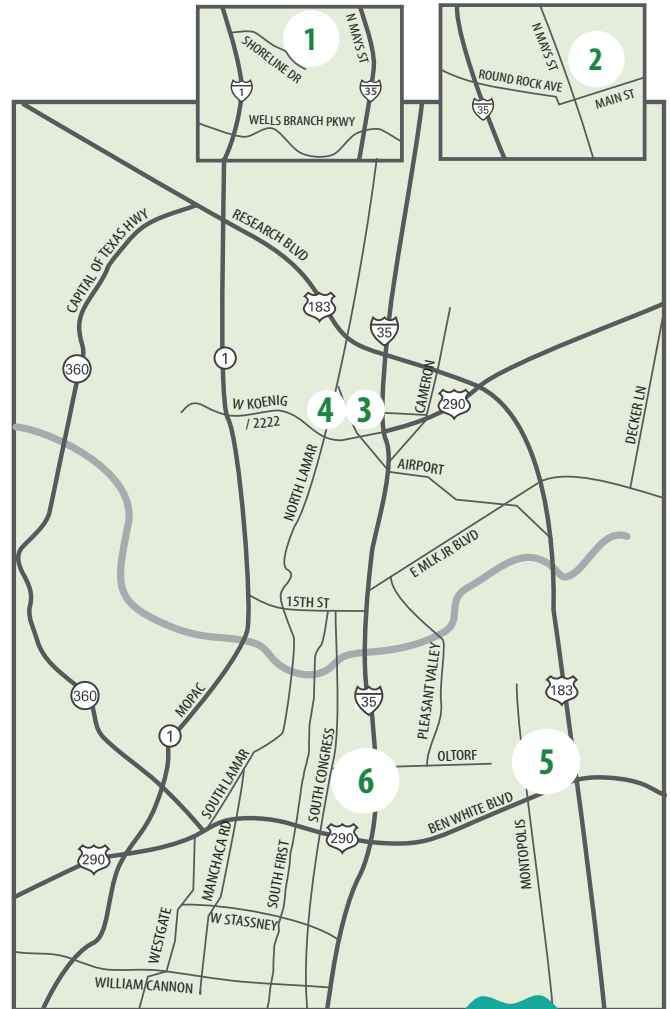 1
SHORELINE DR
N MAYS ST
1
35
WELLS BRANCH PKWY
2
N MAYS ST
ROUND ROCK AVE
MAIN ST
35
CAPITAL OF TEXAS HWY
RESEARCH BLVD
183
35
360
1
CAMERON
290
DECKER LN
W KOENIG
/ 2222
4
3
NORTH LAMAR
AIRPORT
E MLK JR BLVD
15TH ST
PLEASANT VALLEY
360
MOPAC
1
35
183
SOUTH LAMAR
SOUTH CONGRESS
OLTORF
6
5
BEN WHITE BLVD
290
290
MANCHACA RD
SOUTH FIRST
MONTOPOLIS
WESTGATE
W STASSNEY
WILLIAM CANNON